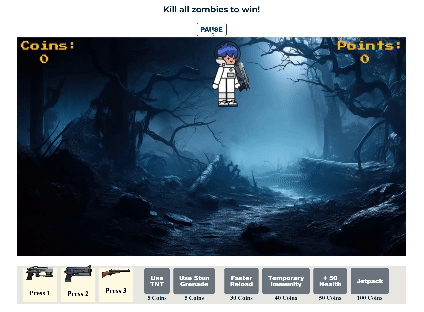 Kill all zombies to win!
PAUSE
Coins:
0
Points:
0
Press 1
Press 2
Press 3
Use
TNT
5 Coins
Use Stun
Grenade
5 Coins
Faster
Reload
30 Coins
Temporary
Immunity
40 Coins
+ 50
Health
50 Coins
Jetpack
100 Coins